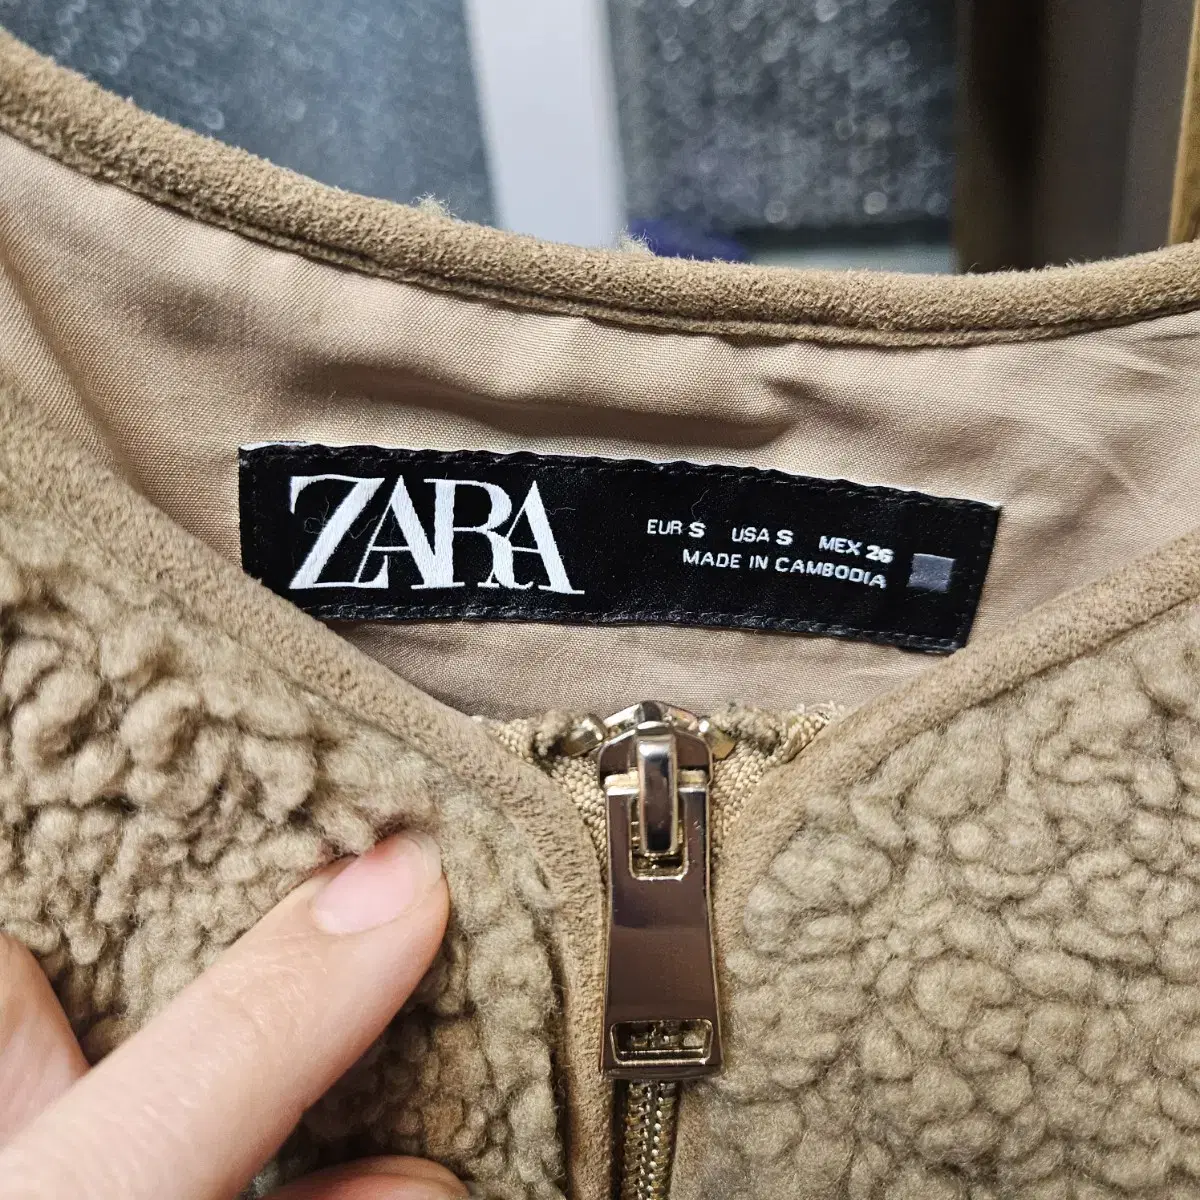 ZARA
EUR S USA S MEX 26
MADE IN CAMBODIA